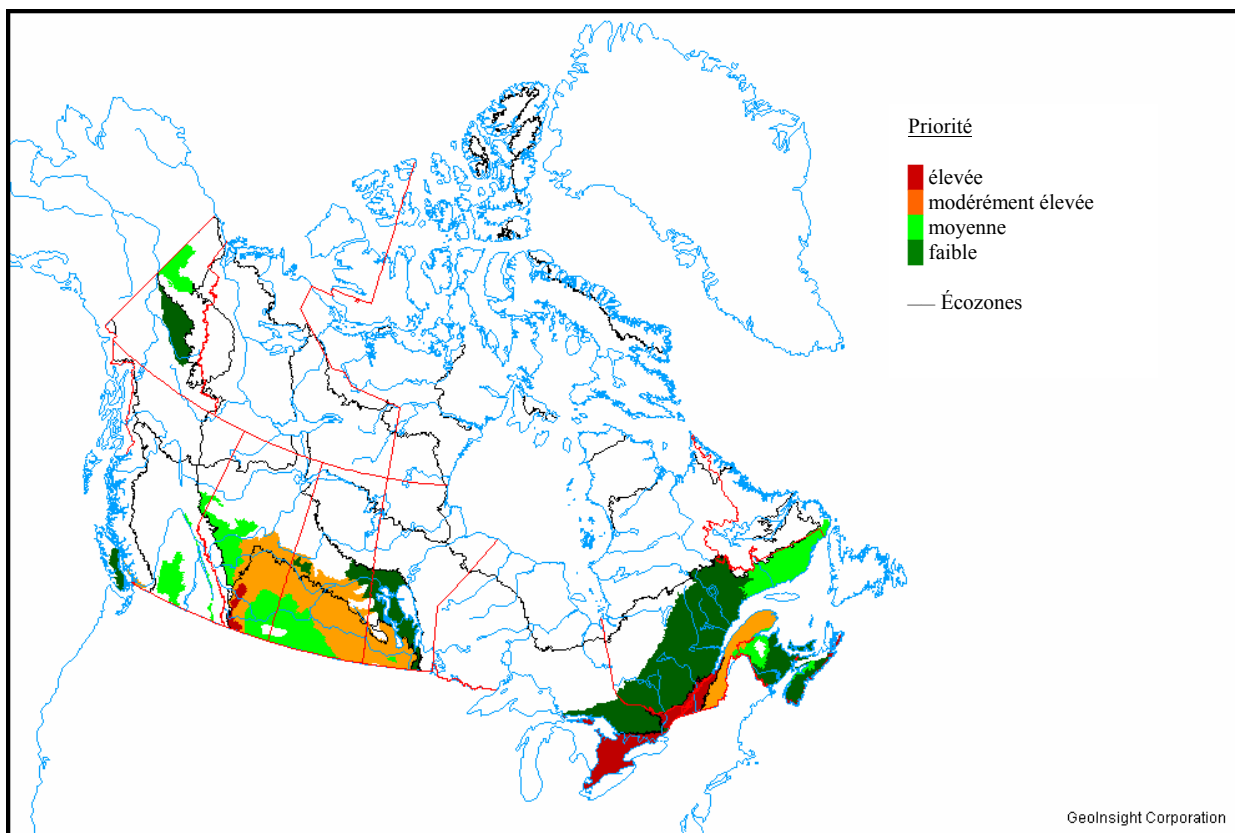 Priorité
élevée
modérément élevée
moyenne
faible
Écozones
GeoInsight Corporation